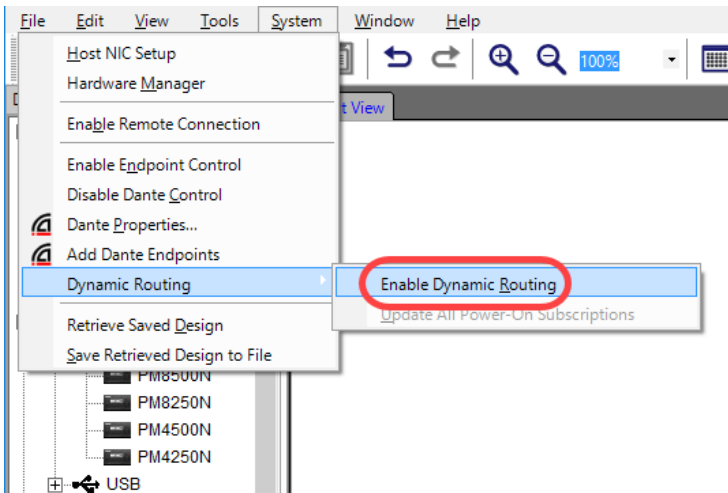 File Edit View Tools System Window Help
100%
t View
Host NIC Setup
Hardware Manager
Enable Remote Connection
Enable Endpoint Control
Disable Dante Control
Dante Properties...
Add Dante Endpoints
Dynamic Routing
Enable Dynamic Routing
Update All Power-On Subscriptions
Retrieve Saved Design
Save Retrieved Design to File
PM8500N
PM8250N
PM4500N
PM4250N
USB